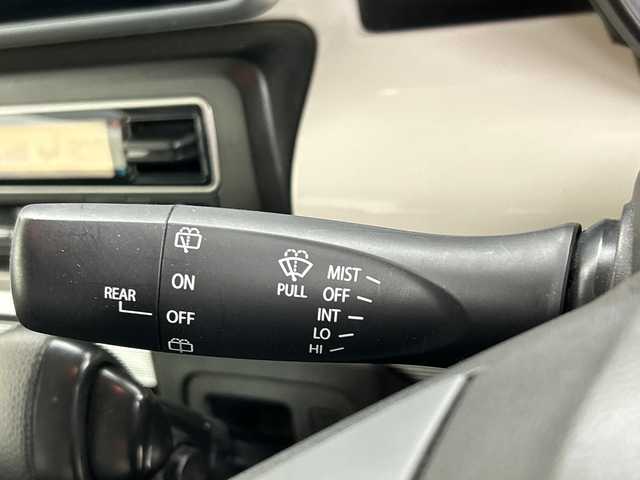 REAR
ON
OFF
PULL
MIST
OFF
INT
LO
HI